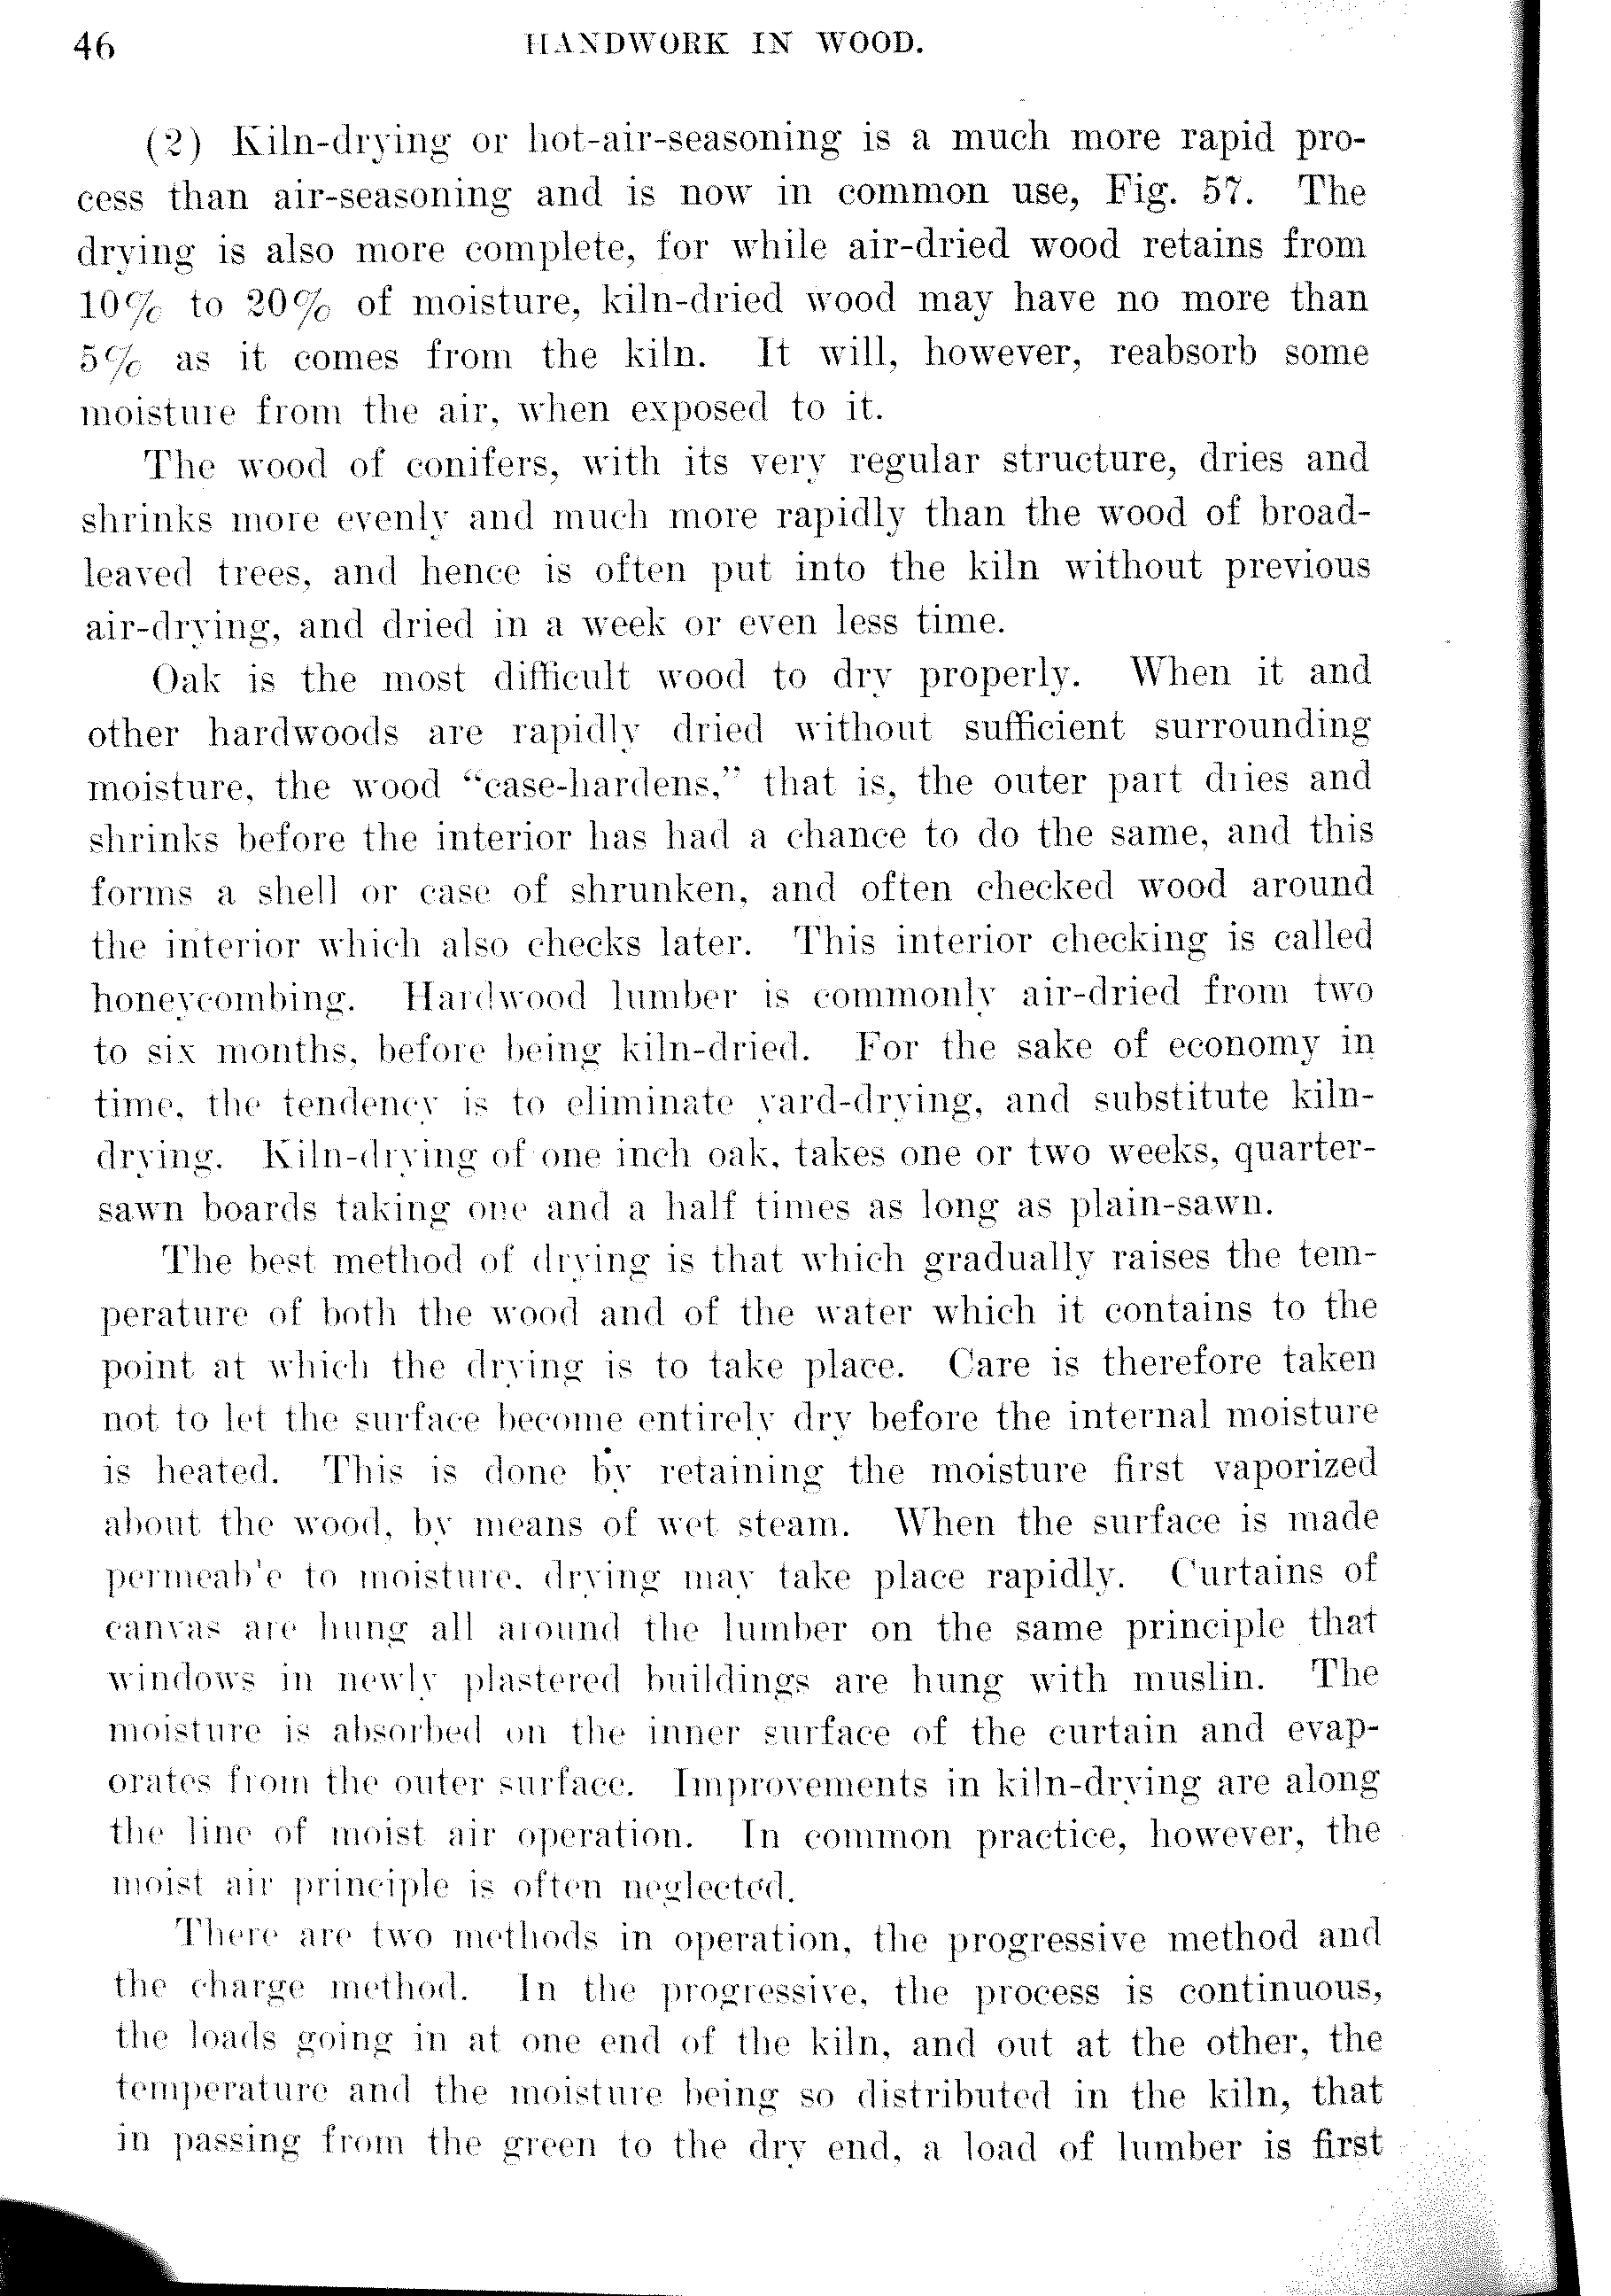 46
HANDWORK IN WOOD.
(2) Kiln-drying or hot-air-seasoning is a much more rapid pro-
cess than air-seasoning and is now in common use, Fig. 57. The
drying is also more complete, for while air-dried wood retains from
10% to 20% of moisture, kiln-dried wood may have no more than
5% as it comes from the kiln. It will, however, reabsorb some
moisture from the air, when exposed to it.
The wood of conifers, with its very regular structure, dries and
shrinks more evenly and much more rapidly than the wood of broad-
leaved trees, and hence is often put into the kiln without previous
air-drying, and dried in a week or even less time.
Oak is the most difficult wood to dry properly. When it and
other hardwoods are rapidly dried without sufficient surrounding
moisture, the wood “case-hardens,” that is, the outer part dries and
shrinks before the interior has had a chance to do the same, and this
forms a shell or case of shrunken, and often checked wood around
the interior which also checks later. This interior checking is called
honeycombing. Hardwood lumber is commonly air-dried from two
to six months, before being kiln-dried. For the sake of economy in
time, the tendency is to eliminate yard-drying, and substitute kiln-
drying. Kiln-drying of one inch oak, takes one or two weeks, quarter-
sawn boards taking one and a half times as long as plain-sawn.
The best method of drying is that which gradually raises the tem-
perature of both the wood and of the water which it contains to the
point at which the drying is to take place. Care is therefore taken
not to let the surface become entirely dry before the internal moisture
is heated. This is done by retaining the moisture first vaporized
about the wood, by means of wet steam. When the surface is made
permeable to moisture, drying may take place rapidly. Curtains of
canvas are hung all around the lumber on the same principle that
windows in newly plastered buildings are hung with muslin. The
moisture is absorbed on the inner surface of the curtain and evap-
orates from the outer surface. Improvements in kiln-drying are along
the line of moist air operation. In common practice, however, the
moist air principle is often neglected.
There are two methods in operation, the progressive method and
the charge method. In the progressive, the process is continuous,
the loads going in at one end of the kiln, and out at the other, the
temperature and the moisture being so distributed in the kiln, that
in passing from the green to the dry end, a load of lumber is first